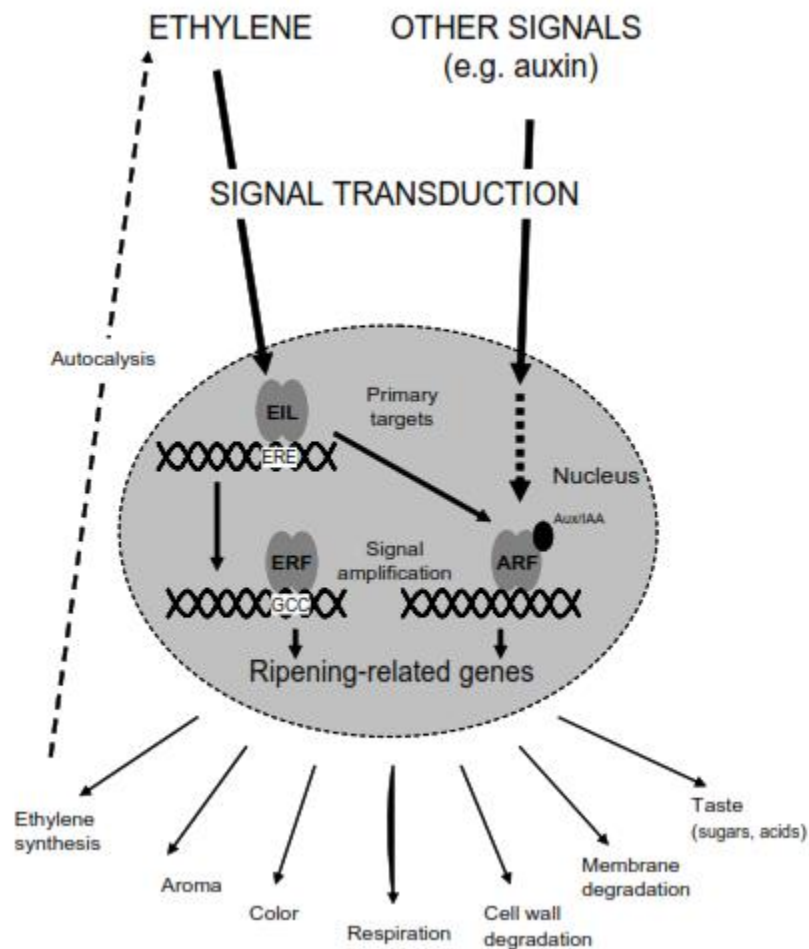 ETHYLENE
OTHER SIGNALS
(e.g. auxin)
SIGNAL TRANSDUCTION
Autocalysis
EIL
Primary
targets
ERE
Nucleus
Aux/IAA
ERF
Signal
amplification
ARF
GCC
Ripening-related genes
Ethylene
synthesis
Aroma
Color
Respiration
Cell wall
degradation
Membrane
degradation
Taste
(sugars, acids)